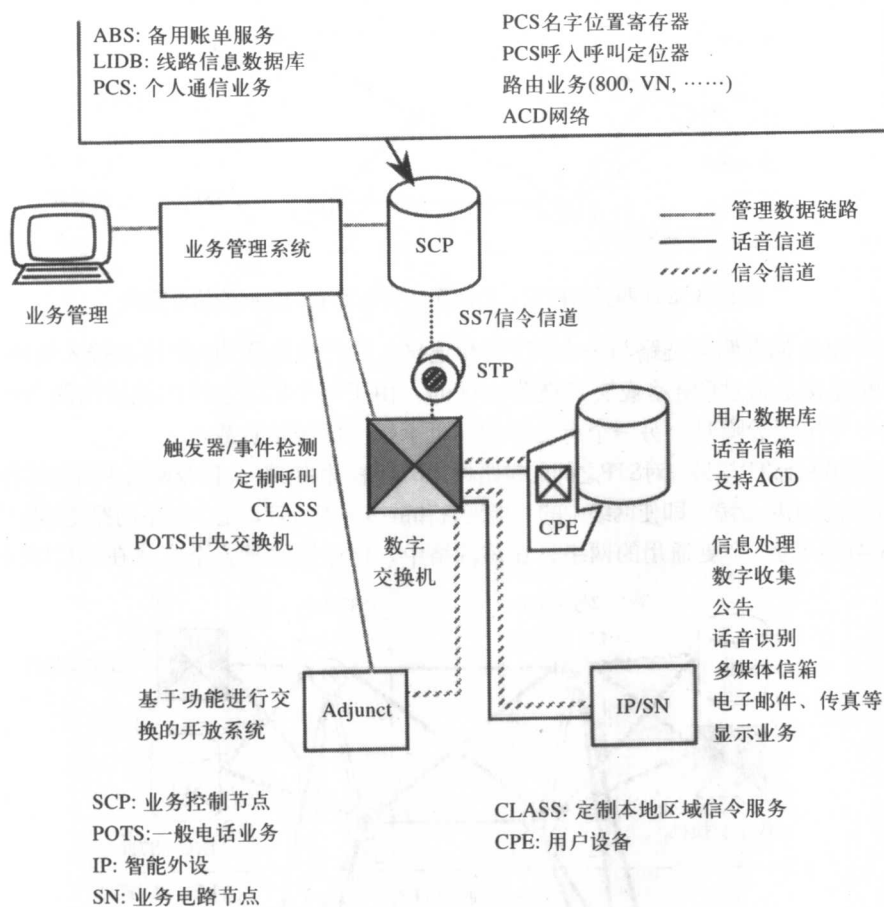 ABS: 备用账单服务
LIDB: 线路信息数据库
PCS: 个人通信业务
PCS名字位置寄存器
PCS呼入呼叫定位器
路由业务(800, VN, ……)
ACD网络
业务管理系统
SCP
管理数据链路
话音信道
信令信道
业务管理
SS7信令信道
STP
触发器/事件检测
定制呼叫
CLASS
POTS中央交换机
数字
交换机
CPE
用户数据库
话音信箱
支持ACD
信息处理
数字收集
公告
话音识别
多媒体信箱
电子邮件、传真等
显示业务
基于功能进行交
换的开放系统
Adjunct
IP/SN
SCP: 业务控制节点
POTS:一般电话业务
IP: 智能外设
SN: 业务电路节点
CLASS: 定制本地区域信令服务
CPE: 用户设备